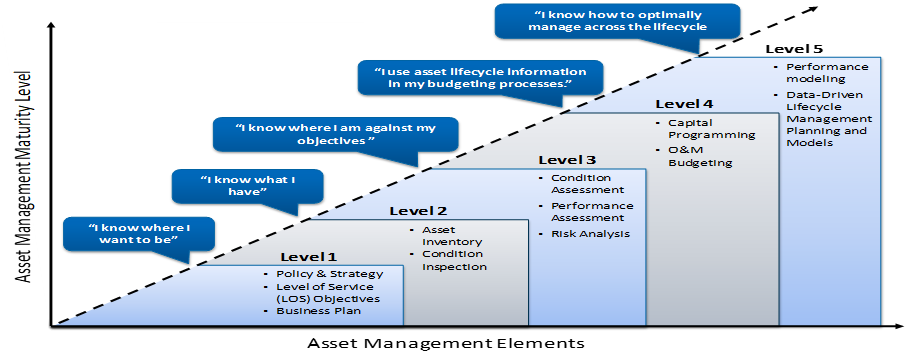 “I know how to optimally
manage across the lifecycle
Level 5
• Performance
modeling
• Data-Driven
Lifecycle
Management
Planning and
Models
“I use asset lifecycle information
in my budgeting processes.”
Level 4
• Capital
Programming
• O&M
Budgeting
“I know where I am against my
objectives ”
Level 3
• Condition
Assessment
• Performance
Assessment
• Risk Analysis
“I know what I
have”
Level 2
• Asset
Inventory
• Condition
Inspection
“I know where I
want to be”
Level 1
• Policy & Strategy
• Level of Service
(LOS) Objectives
• Business Plan
Asset Management Maturity Level
Asset Management Elements